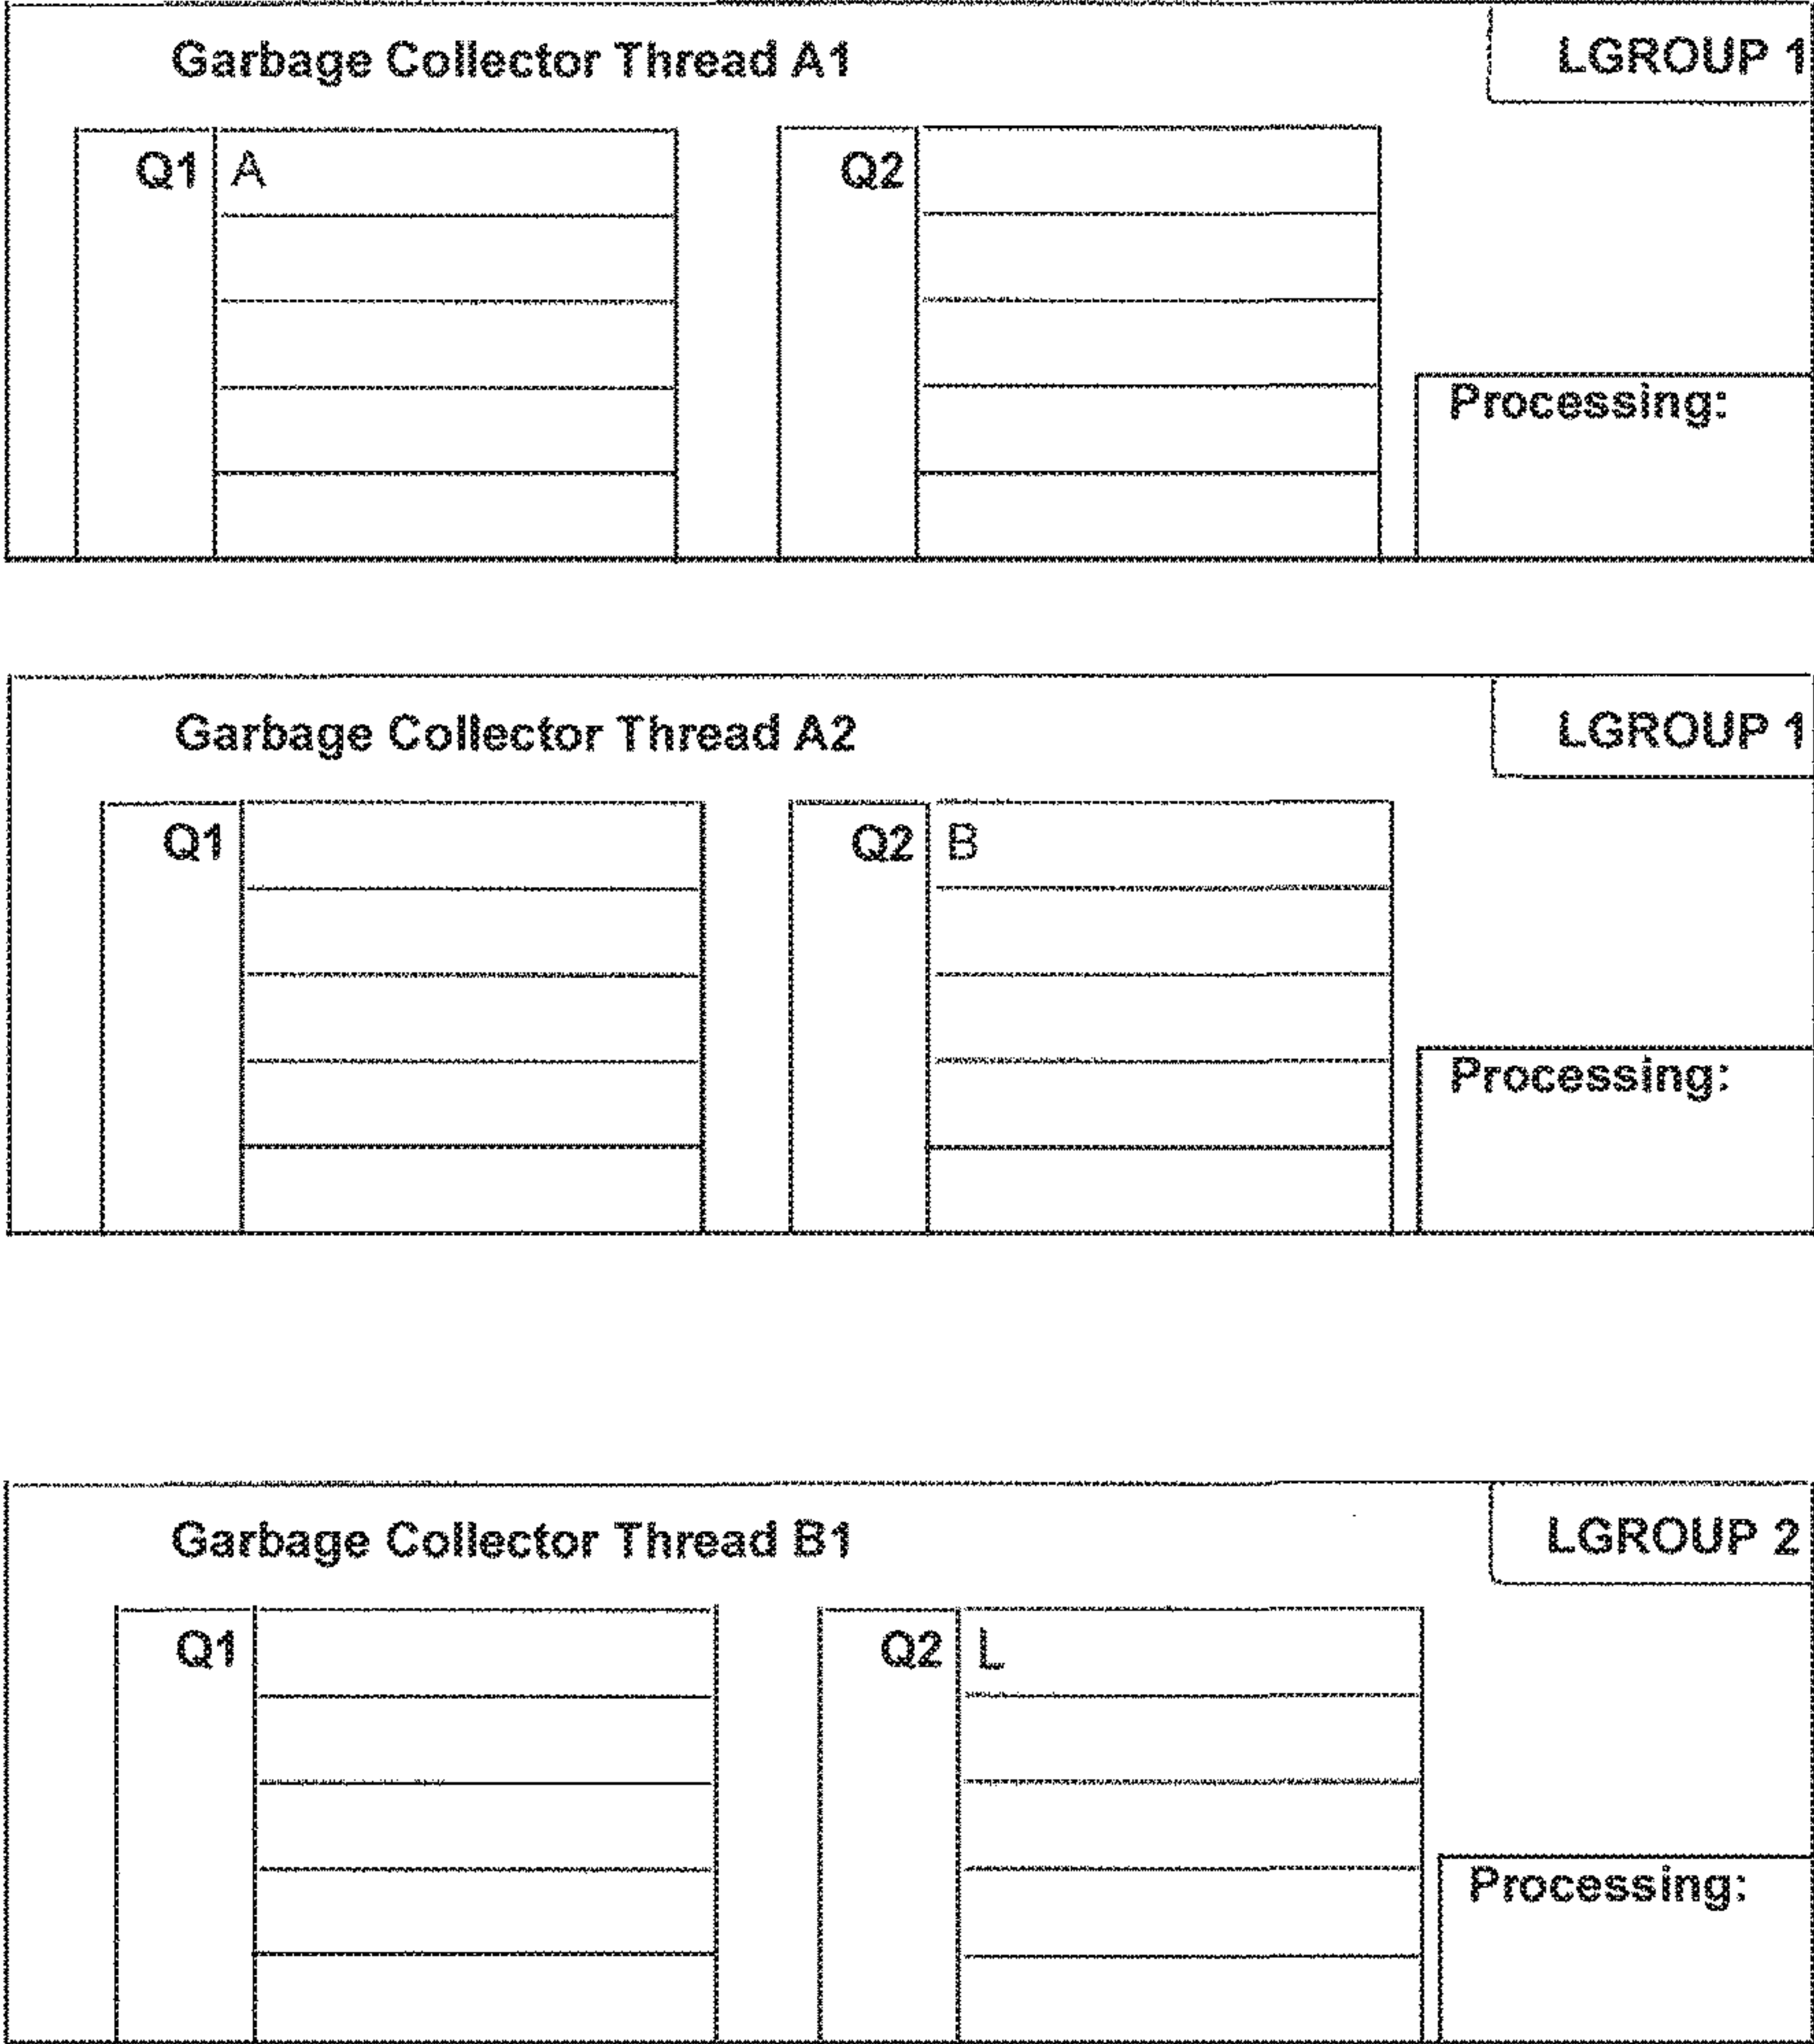 Garbage Collector Thread A1 LGROUP 1
Q1 A Q2
Processing:
Garbage Collector Thread A2 LGROUP 1
Q1 Q2 B
Processing:
Garbage Collector Thread B1 LGROUP 2
Q1 Q2 L
Processing: